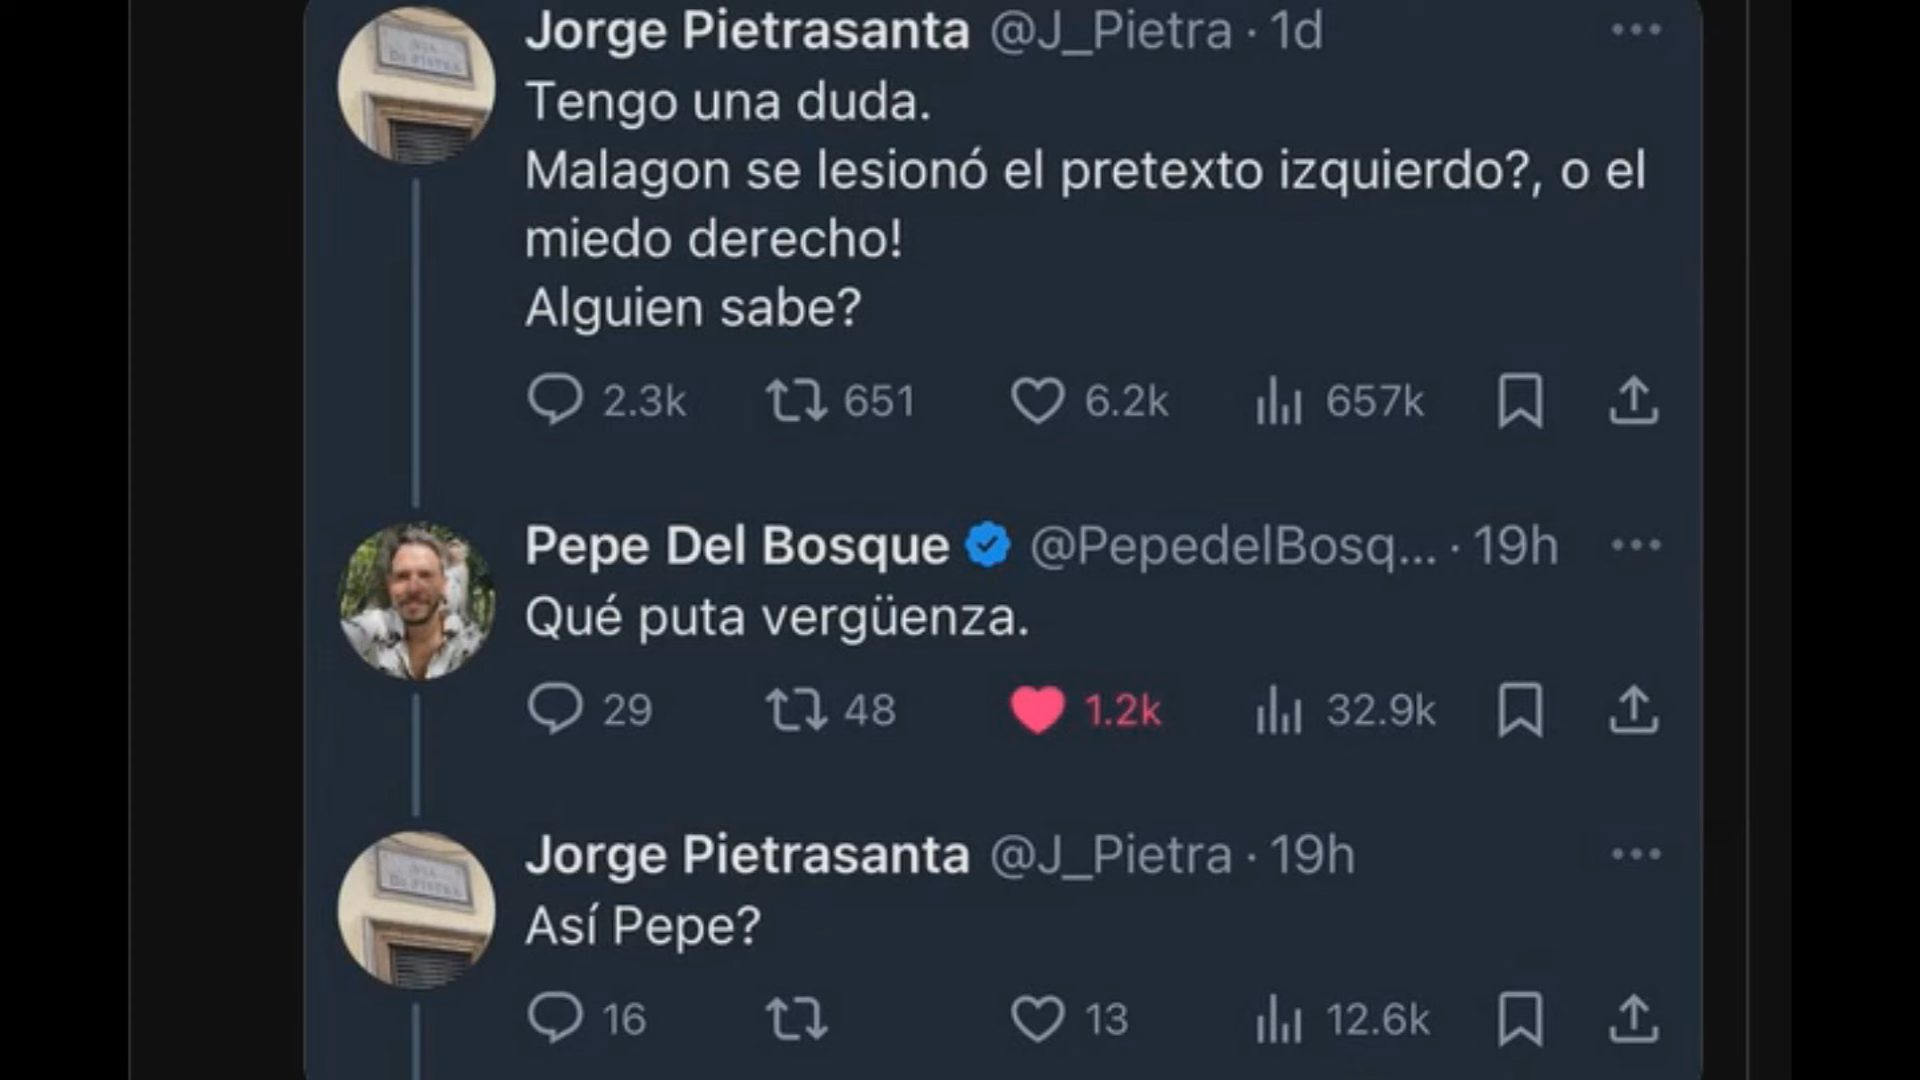 Jorge Pietrasanta @J_Pietra · 1d
Tengo una duda.
Malagon se lesionó el pretexto izquierdo?, o el
miedo derecho!
Alguien sabe?
2.3k 651 6.2k 657k
Pepe Del Bosque @PepedelBosq... · 19h
Qué puta vergüenza.
29 48 1.2k 32.9k
Jorge Pietrasanta @J_Pietra · 19h
Así Pepe?
16 13 12.6k